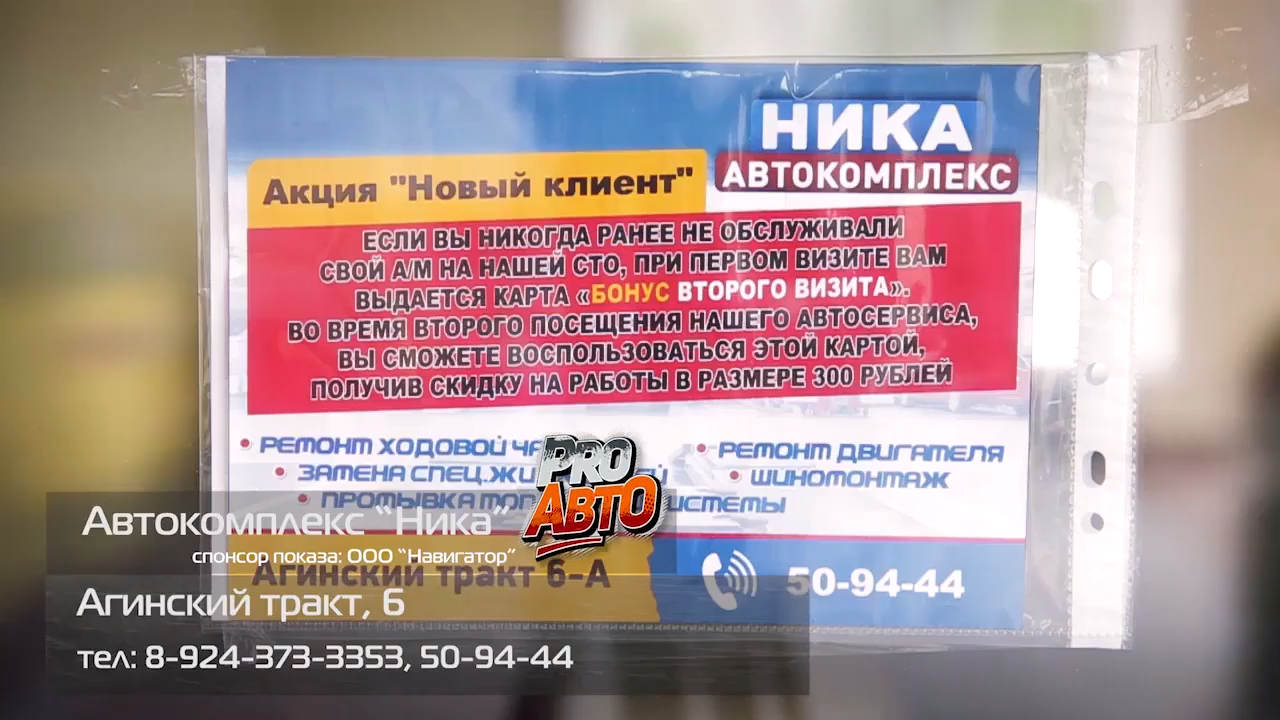 НИКА
АВТОКОМПЛЕКС
Акция "Новый клиент"
ЕСЛИ ВЫ НИКОГДА РАНЕЕ НЕ ОБСЛУЖИВАЛИ
СВОЙ А/М НА НАШЕЙ СТО, ПРИ ПЕРВОМ ВИЗИТЕ ВАМ
ВЫДАЕТСЯ КАРТА «БОНУС ВТОРОГО ВИЗИТА».
ВО ВРЕМЯ ВТОРОГО ПОСЕЩЕНИЯ НАШЕГО АВТОСЕРВИСА,
ВЫ СМОЖЕТЕ ВОСПОЛЬЗОВАТЬСЯ ЭТОЙ КАРТОЙ,
ПОЛУЧИВ СКИДКУ НА РАБОТЫ В РАЗМЕРЕ 300 РУБЛЕЙ
• РЕМОНТ ХОДОВОЙ • РЕМОНТ ДВИГАТЕЛЯ
• ЗАМЕНА СПЕЦ. • ШИНОМОНТАЖ
• ПРОМЫВКА
PRO
АВТО
Автокомплекс “Ника”
спонсор показа: ООО “Навигатор”
Агинский тракт 6-А
50-94-44
Агинский тракт, 6
тел: 8-924-373-3353, 50-94-44